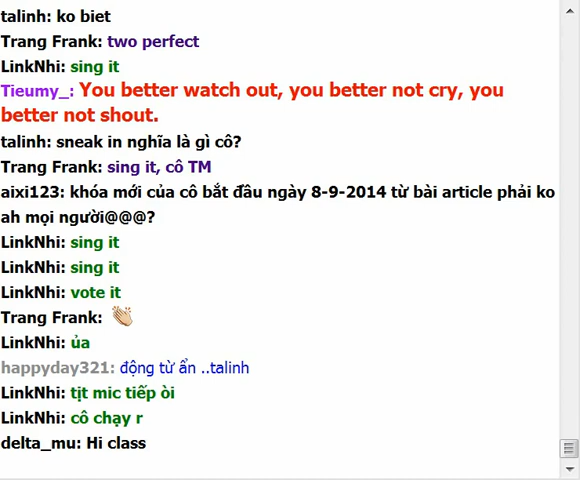 talinh: ko biet
Trang Frank: two perfect
LinkNhi: sing it
Tieumy_: You better watch out, you better not cry, you
better not shout.
talinh: sneak in nghĩa là gì cô?
Trang Frank: sing it, cô TM
aixi123: khóa mới của cô bắt đâu ngày 8-9-2014 từ bài article phải ko
ah mọi người@@@?
LinkNhi: sing it
LinkNhi: sing it
LinkNhi: vote it
Trang Frank:
LinkNhi: ủa
happyday321: động từ ẩn ..talinh
LinkNhi: tịt mic tiếp òi
LinkNhi: cô chạy r
delta_mu: Hi class